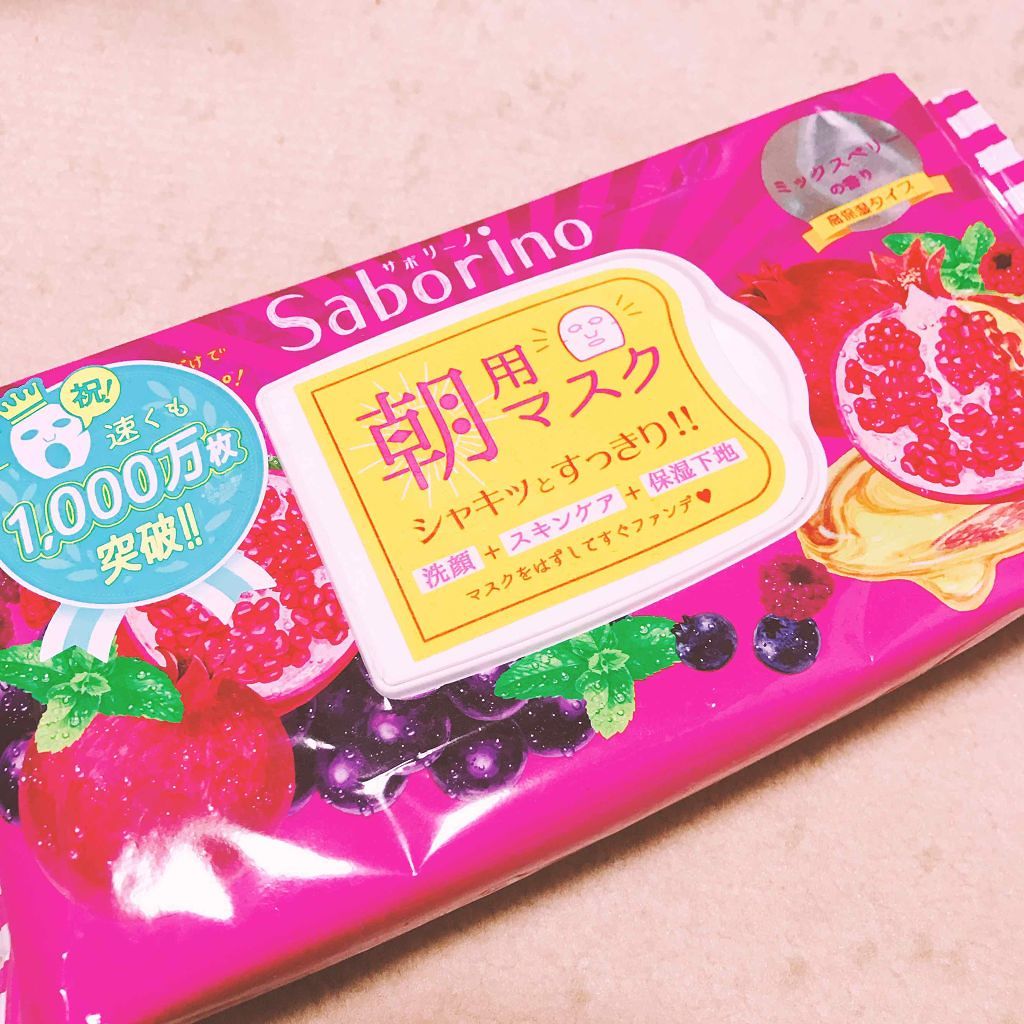 ミックスベリー
の香り
高保湿タイプ
サボリーノ
Saborino
けで
祝!
速くも
1,000万枚
突破!!
朝用マスク
シャキッとすっきり!!
洗顔+スキンケア+保湿下地
マスクをはずしてすぐファンデ♥